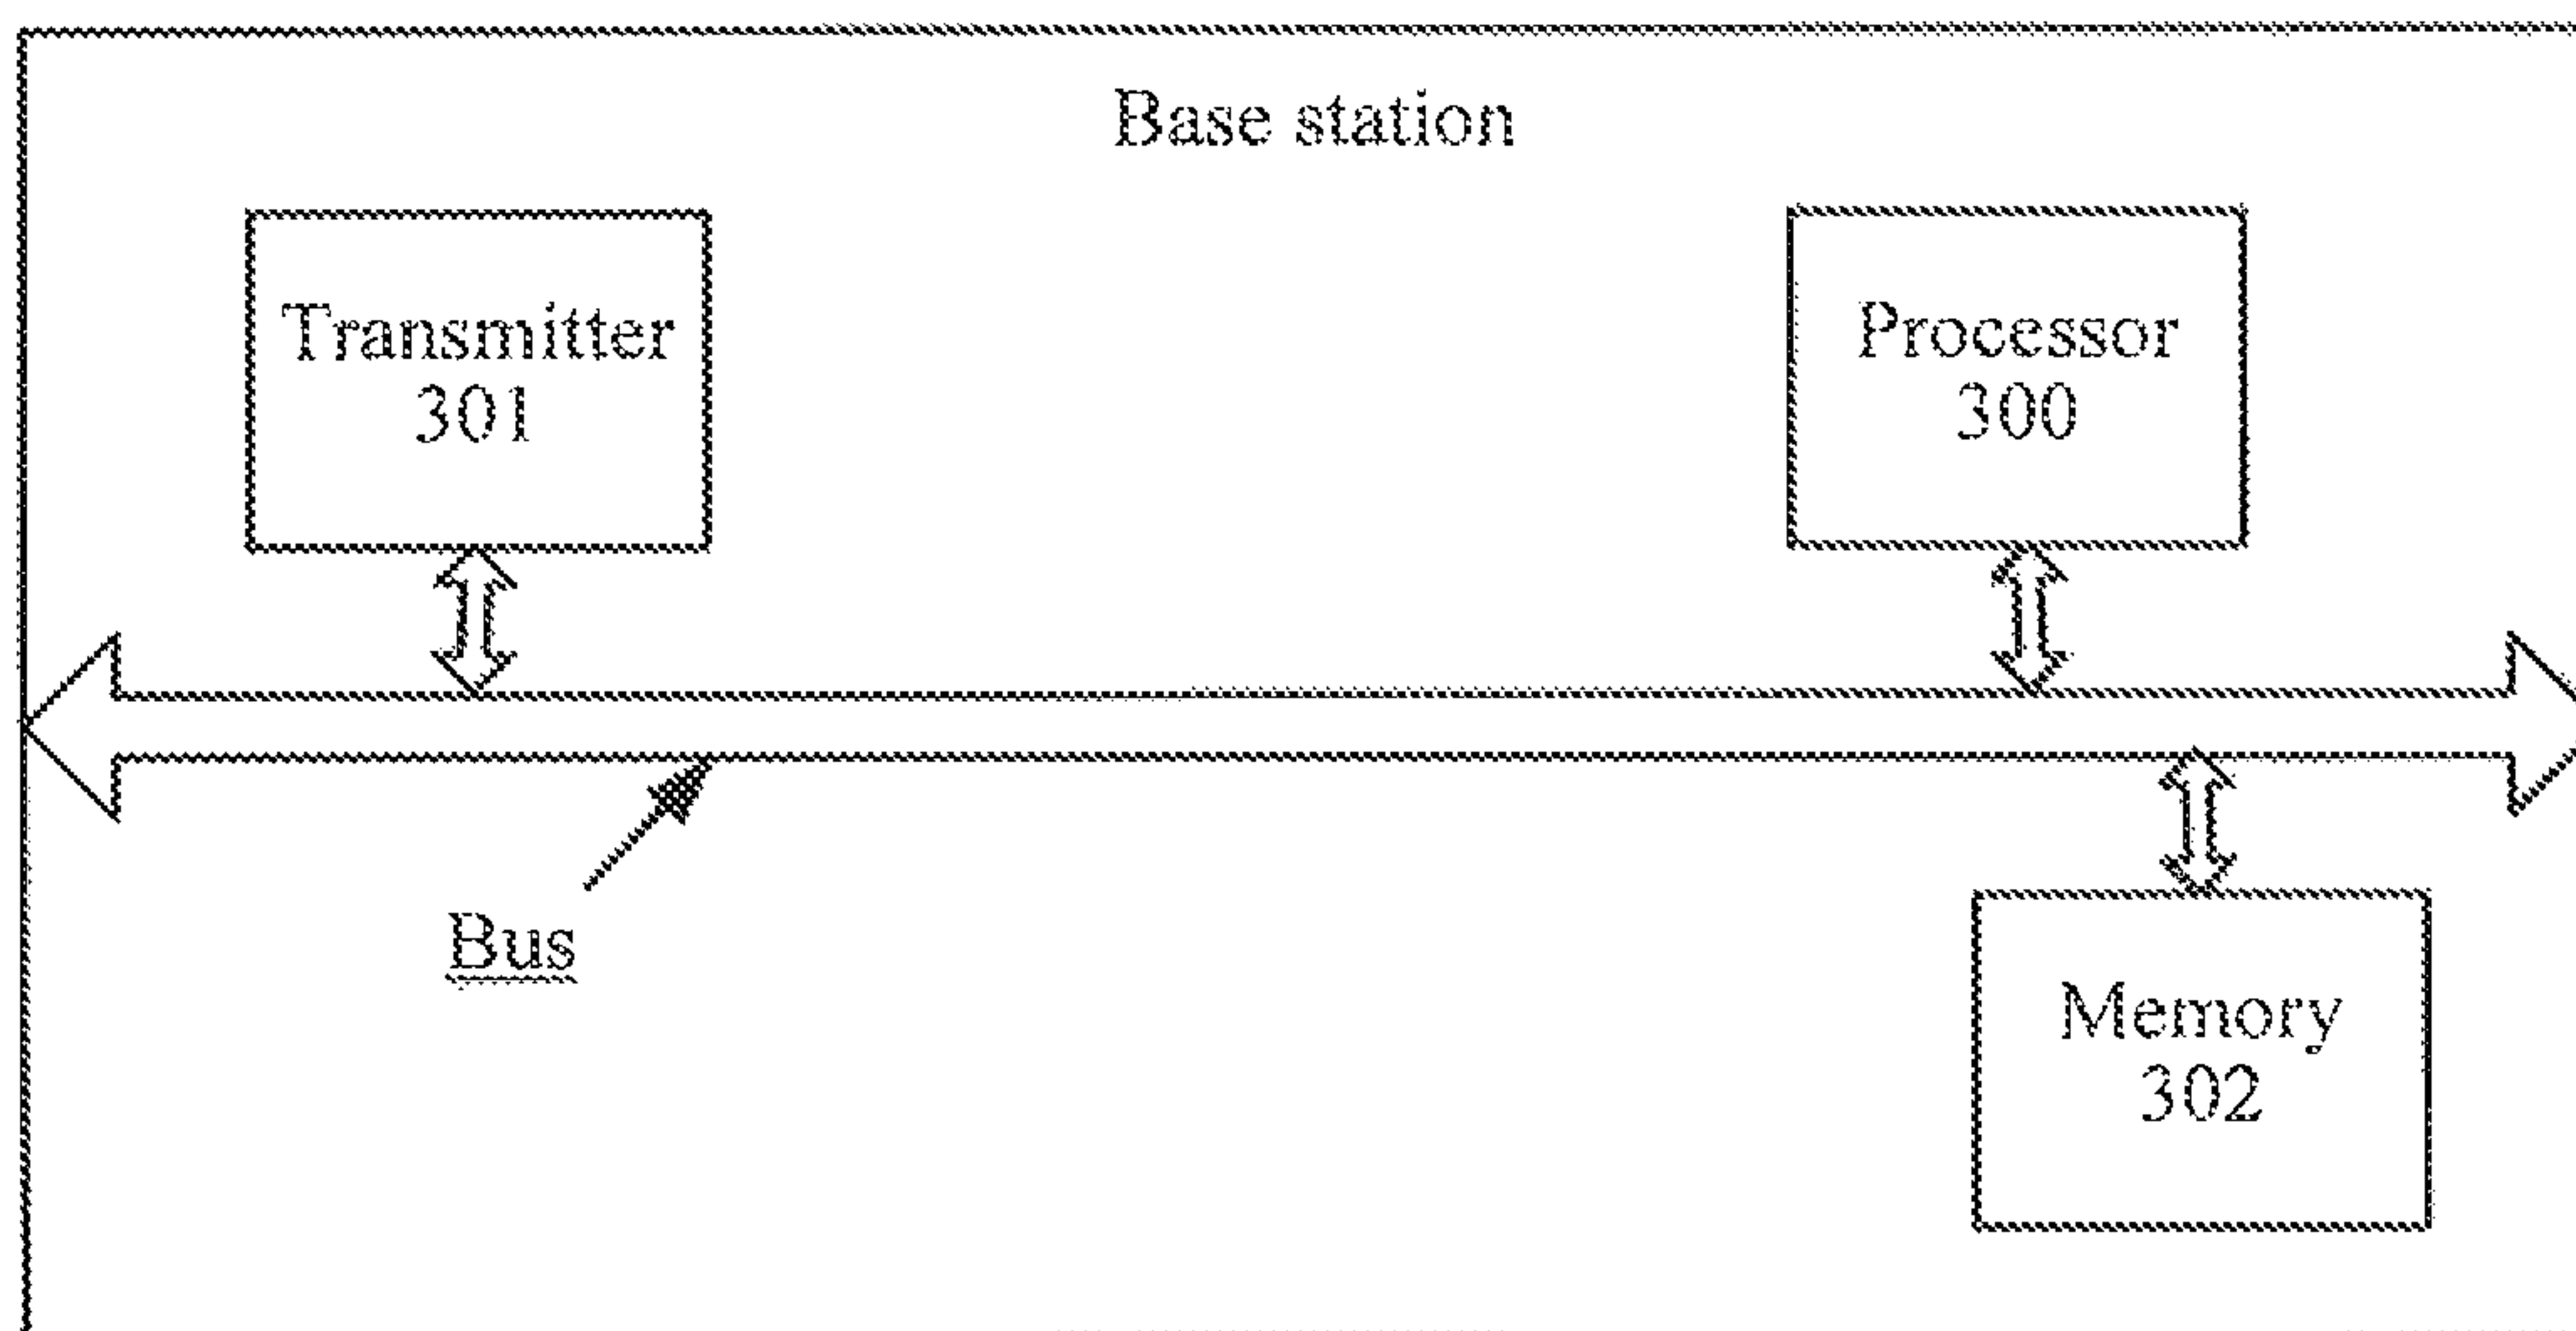 Base station
Transmitter
301
Processor
300
Bus
Memory
302